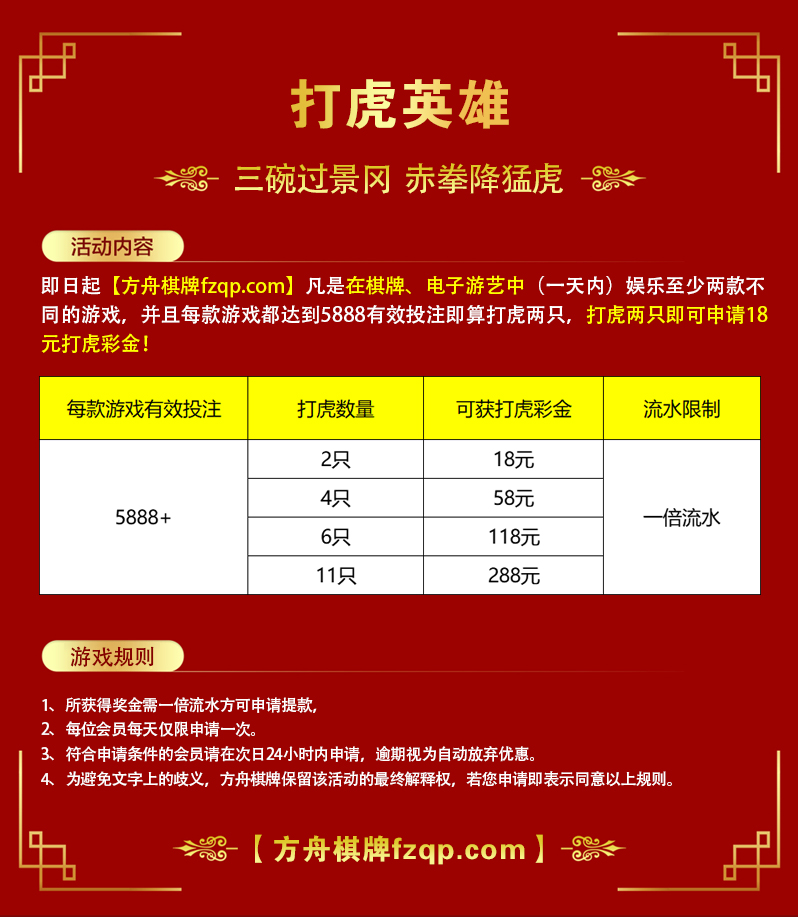 打虎英雄
三碗过景冈 赤拳降猛虎
活动内容
即日起【方舟棋牌fzqp.com】凡是在棋牌、电子游艺中（一天内）娱乐至少两款不
同的游戏，并且每款游戏都达到5888有效投注即算打虎两只，打虎两只即可申请18
元打虎彩金！
每款游戏有效投注 打虎数量 可获打虎彩金 流水限制
2只 18元
4只 58元
5888+ 一倍流水
6只 118元
11只 288元
游戏规则
1、所获得奖金需一倍流水方可申请提款,
2、每位会员每天仅限申请一次。
3、符合申请条件的会员请在次日24小时内申请，逾期视为自动放弃优惠。
4、为避免文字上的歧义，方舟棋牌保留该活动的最终解释权，若您申请即表示同意以上规则。
【方舟棋牌fzqp.com】